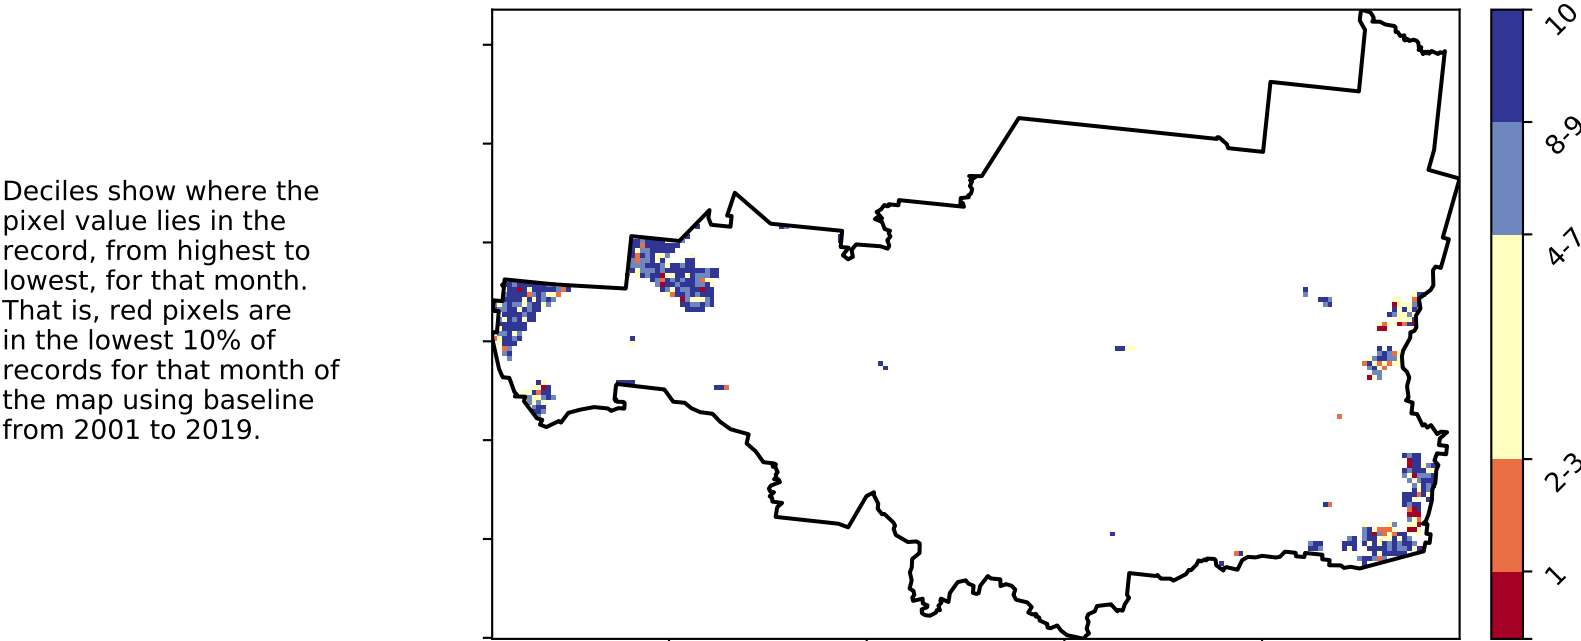 Deciles show where the
pixel value lies in the
record, from highest to
lowest, for that month.
That is, red pixels are
in the lowest 10% of
records for that month of
the map using baseline
from 2001 to 2019.
10
8-9
4-7
2-3
1